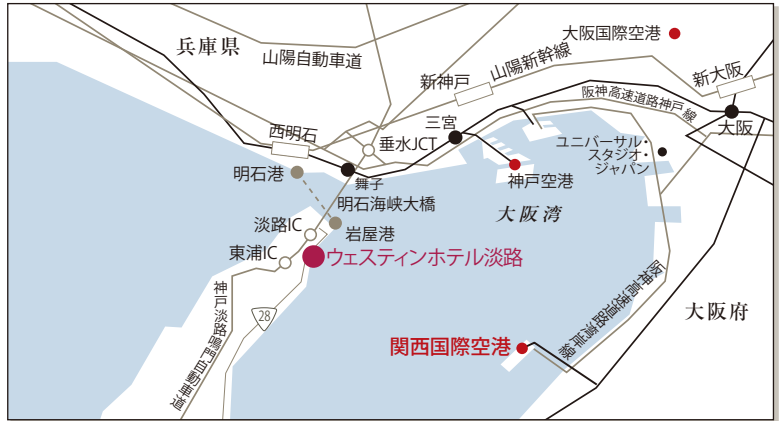 兵庫県
大阪国際空港
山陽自動車道
山陽新幹線
新神戸
新大阪
阪神高速道路神戸線
西明石
三宮
大阪
垂水JCT
ユニバーサル・
スタジオ・
ジャパン
明石港
舞子
神戸空港
明石海峡大橋
大阪湾
淡路IC
岩屋港
東浦IC
ウェスティンホテル淡路
神戸淡路鳴門自動車道
28
阪神高速道路湾岸線
大阪府
関西国際空港